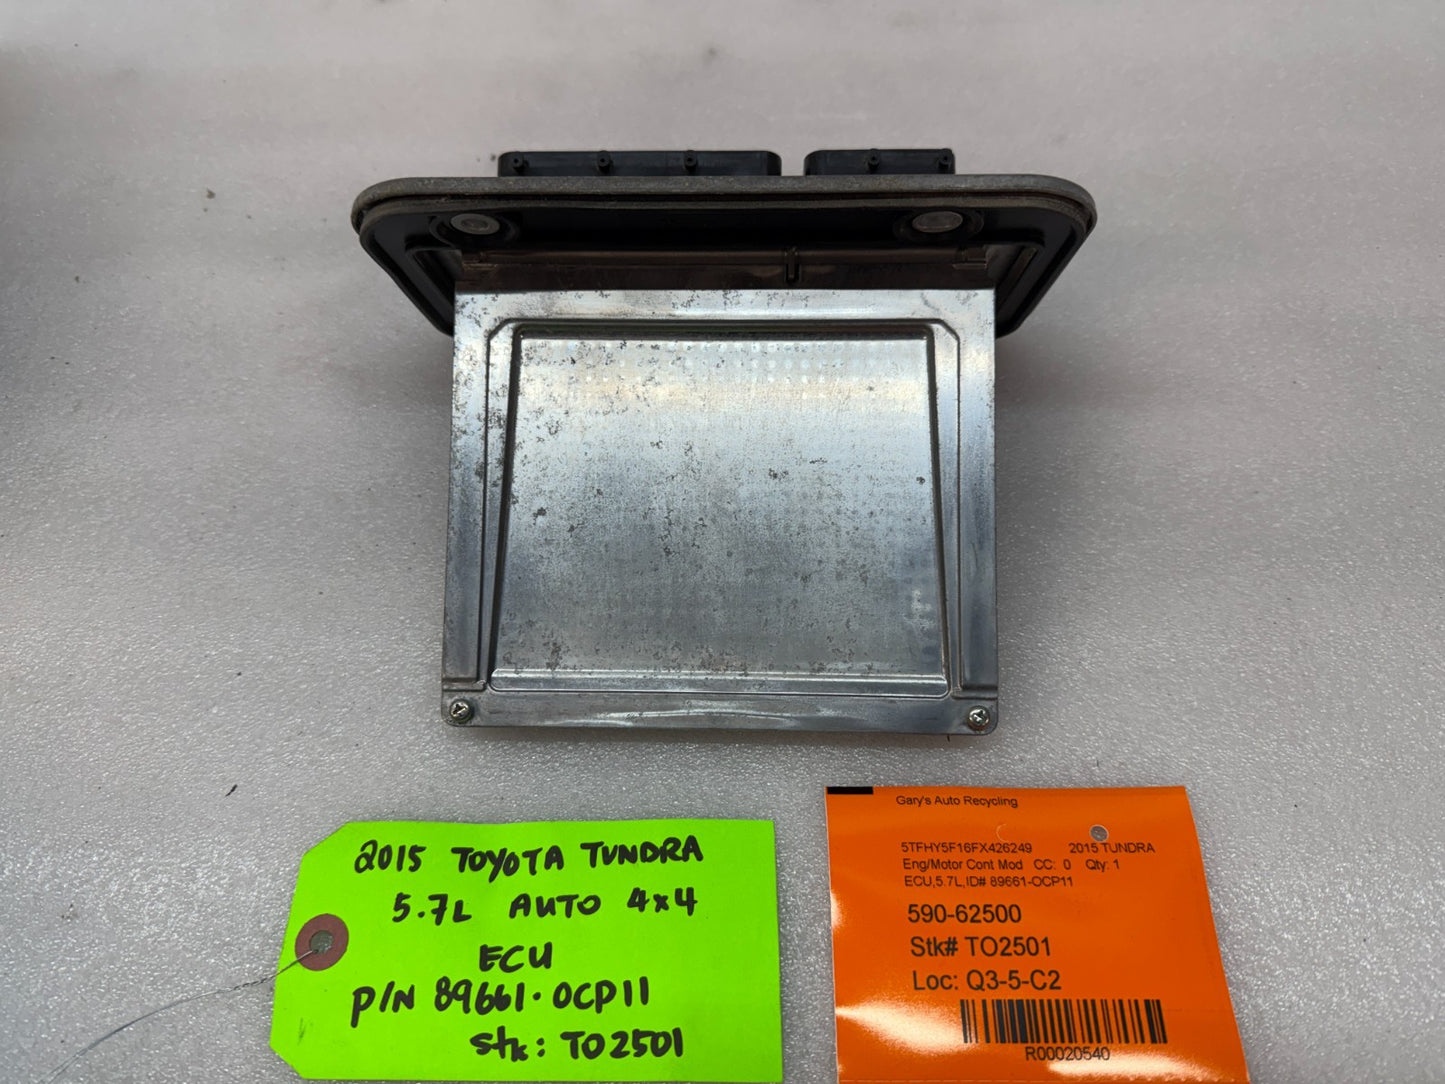 2015 TOYOTA TUNDRA
5.7L AUTO 4x4
ECU
P/N 89661-0CP11
stk: TO2501
Gary's Auto Recycling
5TFHY5F16FX426249 2015 TUNDRA
Eng/Motor Cont Mod CC: 0 Qty: 1
ECU,5.7L,ID# 89661-OCP11
590-62500
Stk# TO2501
Loc: Q3-5-C2
R00020540